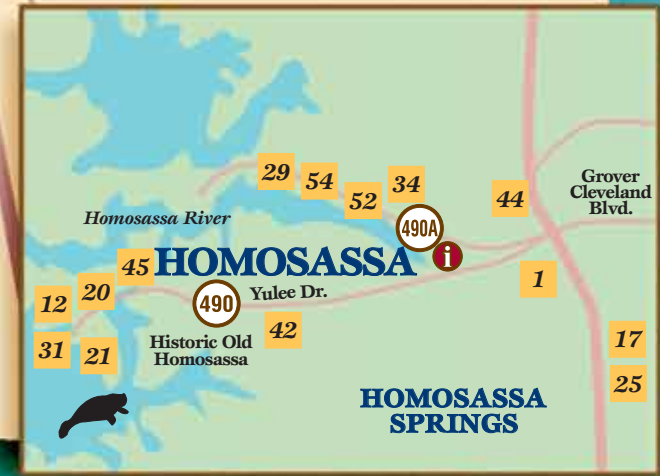 29
54
52
34
44
Grover
Cleveland
Blvd.
Homosassa River
490A
i
HOMOSASSA
45
1
12
20
490
Yulee Dr.
42
17
31
21
Historic Old
Homosassa
25
HOMOSASSA
SPRINGS